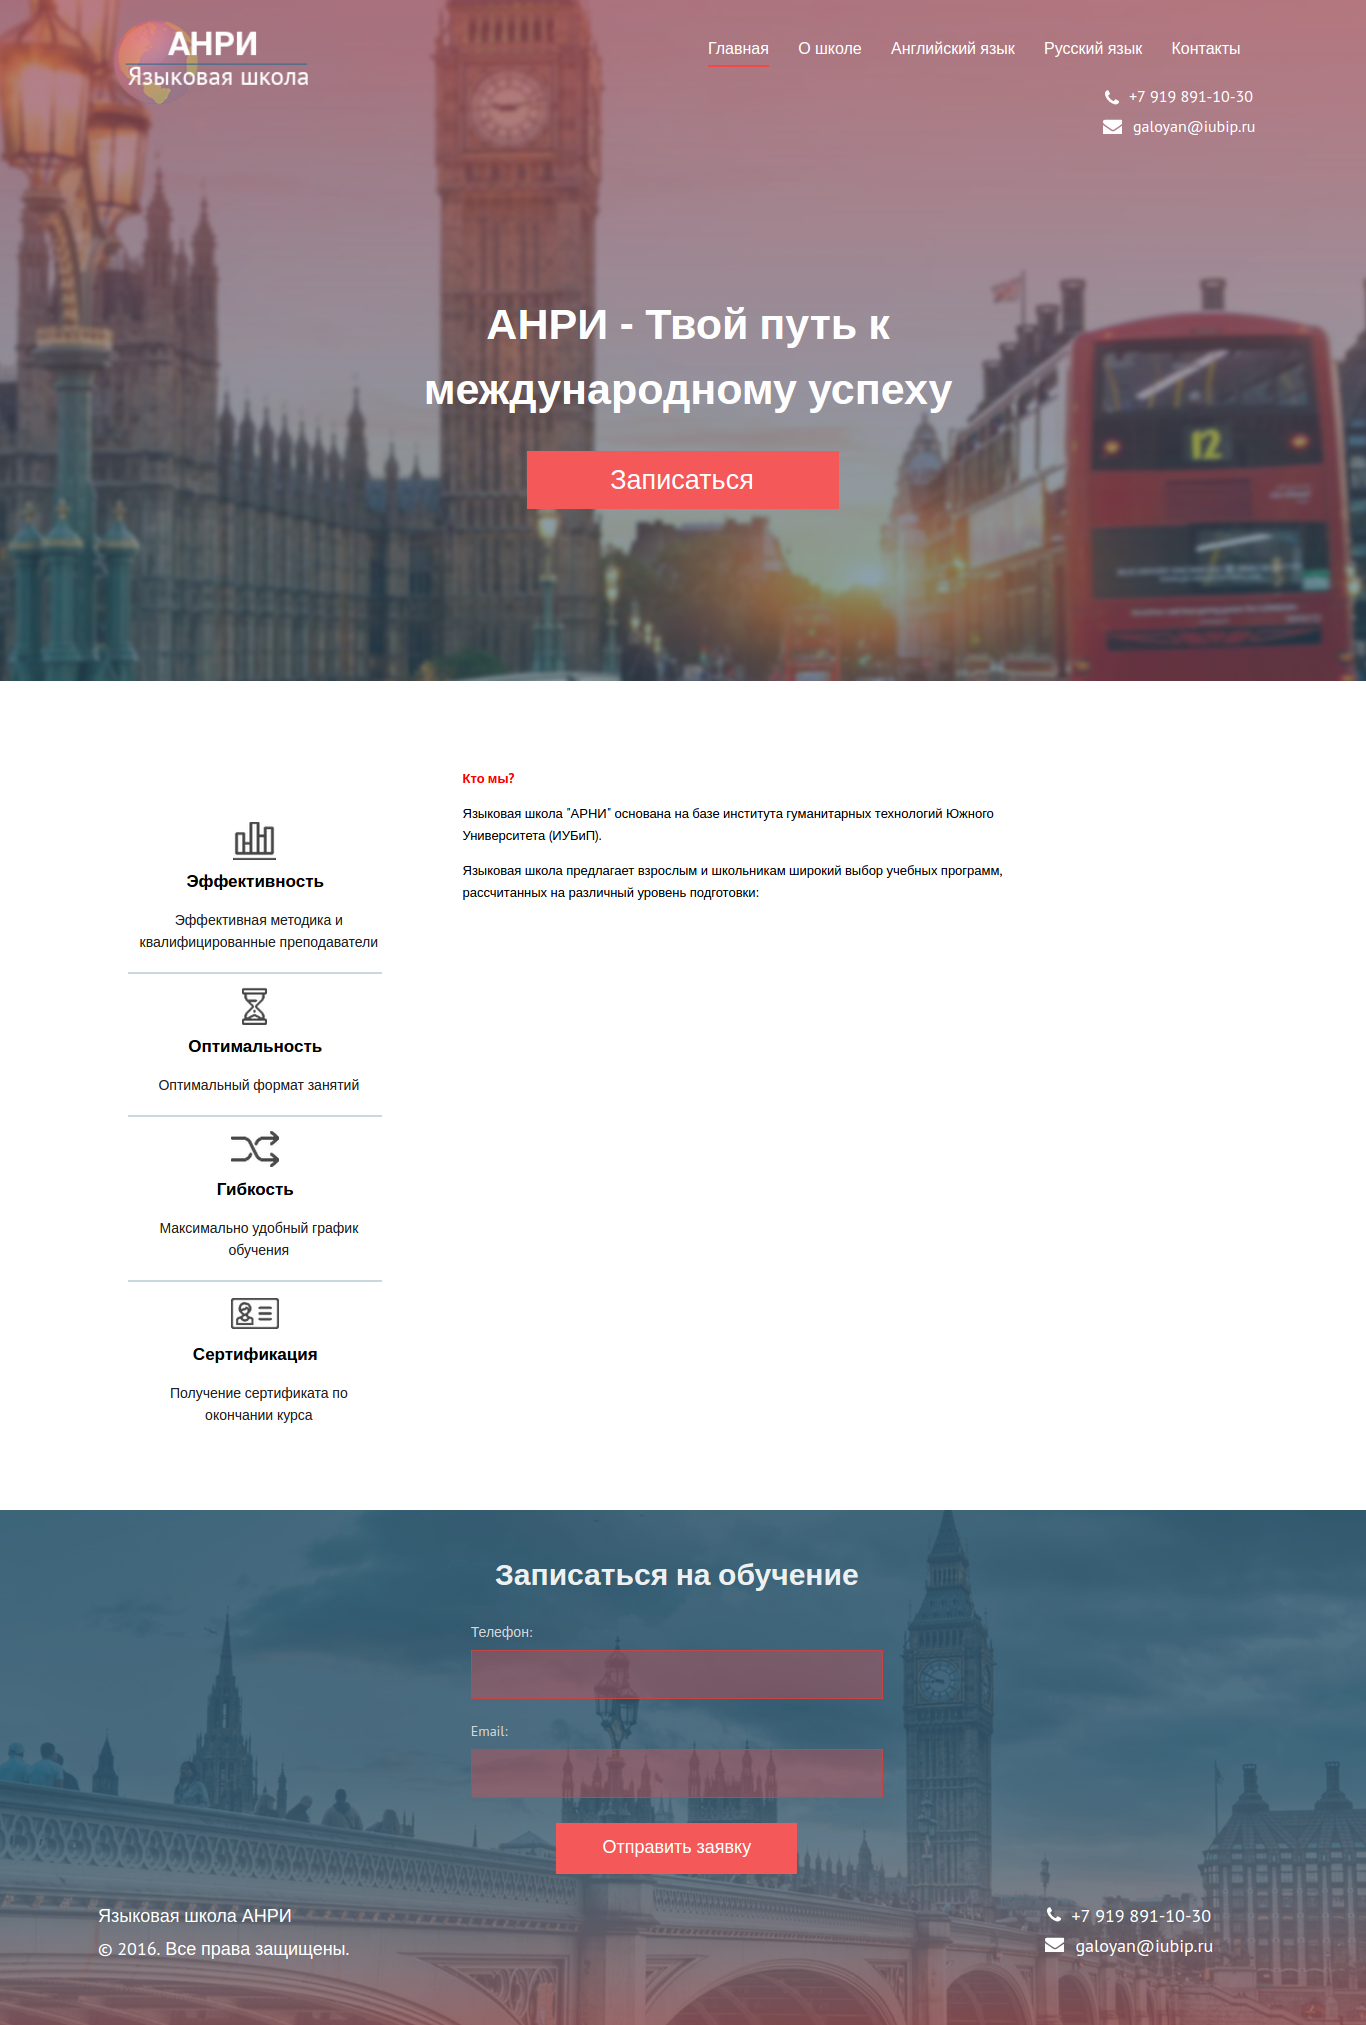 АНРИ
Языковая школа
Главная О школе Английский язык Русский язык Контакты
+7 919 891-10-30
galoyan@iubip.ru
АНРИ - Твой путь к
международному успеху
Записаться
r2
Кто мы?
Языковая школа "АРНИ" основана на базе института гуманитарных технологий Южного
Университета (ИУБиП).
Языковая школа предлагает взрослым и школьникам широкий выбор учебных программ,
рассчитанных на различный уровень подготовки:
Эффективность
Эффективная методика и
квалифицированные преподаватели
Оптимальность
Оптимальный формат занятий
Гибкость
Максимально удобный график
обучения
Сертификация
Получение сертификата по
окончании курса
Записаться на обучение
Телефон:
Email:
Отправить заявку
Языковая школа АНРИ
© 2016. Все права защищены.
+7 919 891-10-30
galoyan@iubip.ru